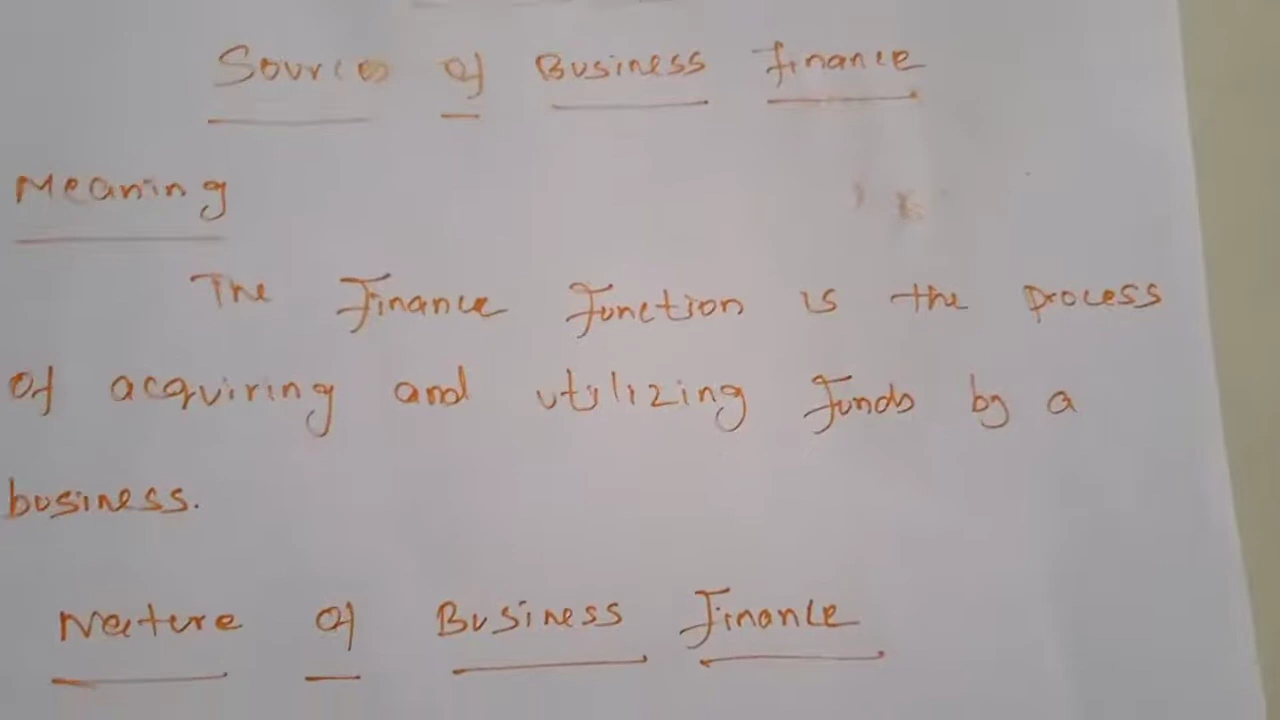 Sources of Business Finance
Meaning
The Finance Function is the process
of acquiring and utilizing Funds by a
business.
Nature of Business Finance